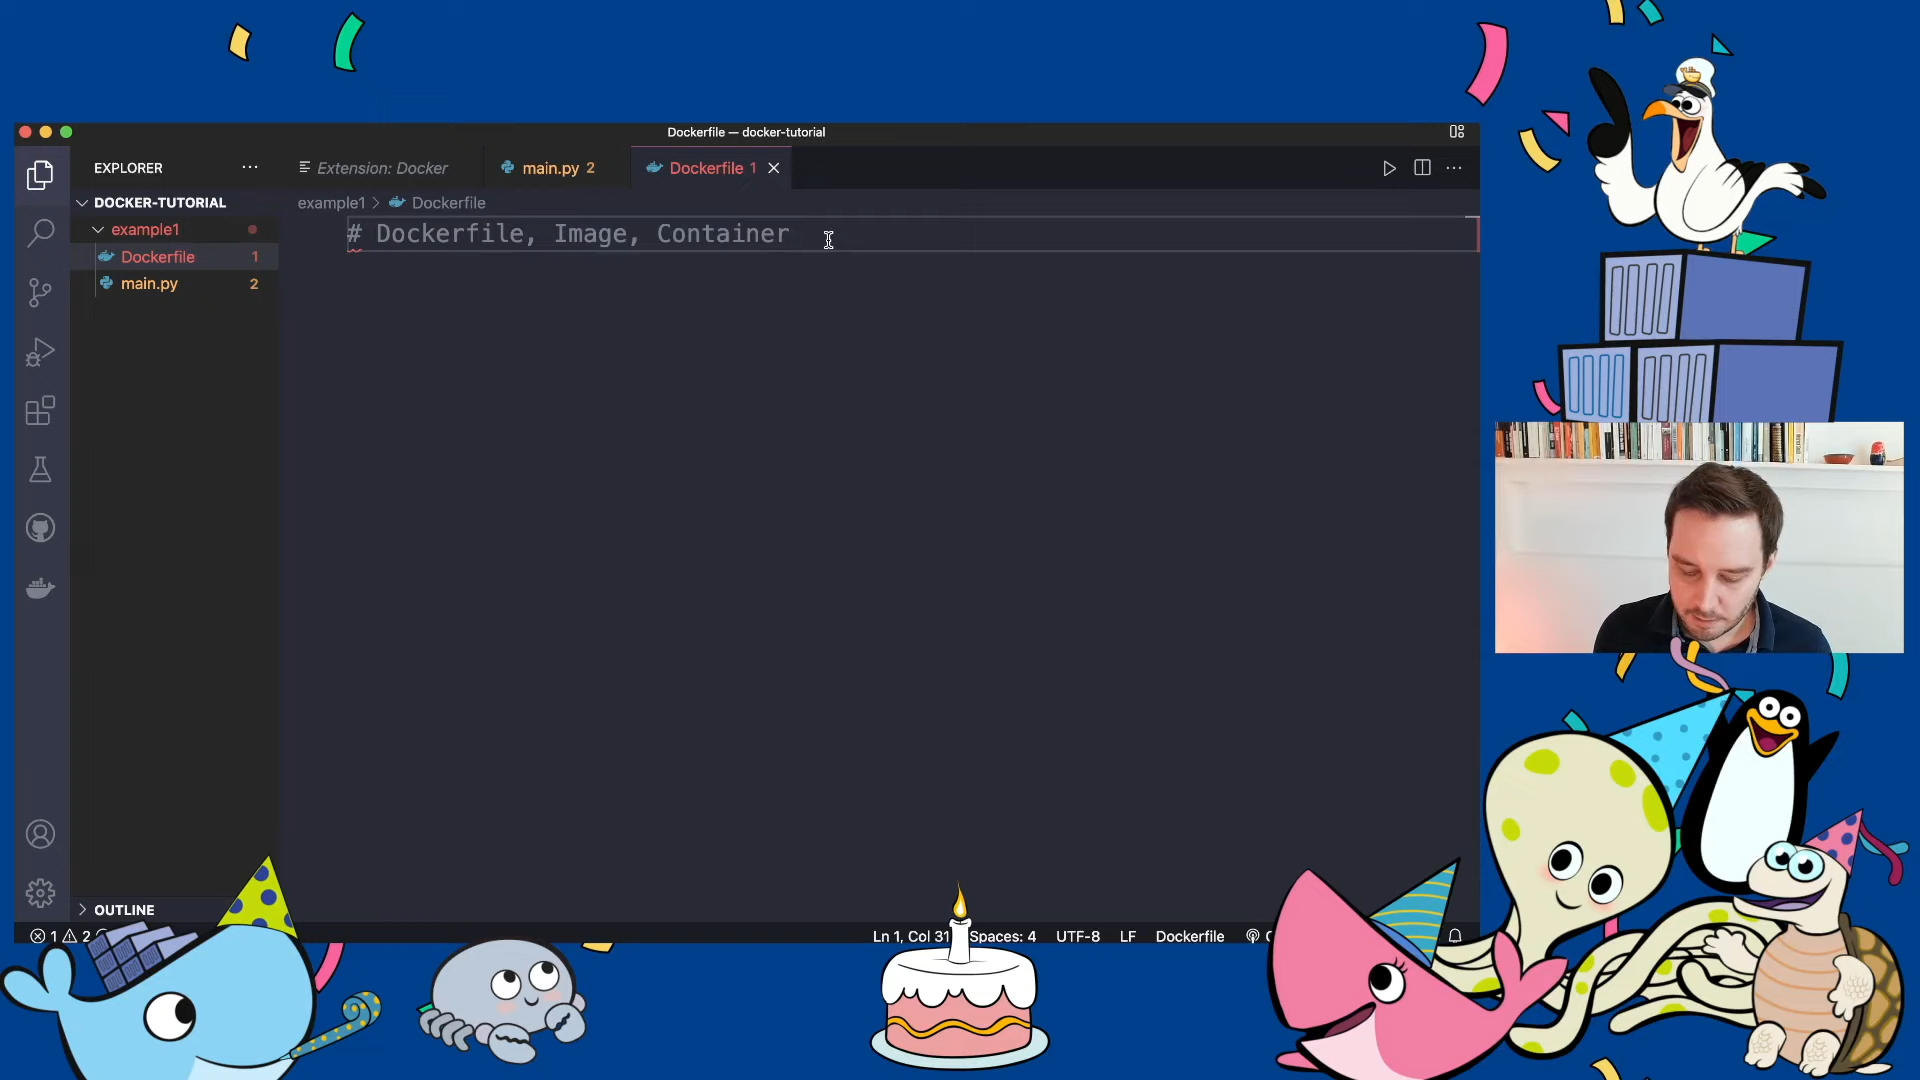 Dockerfile — docker-tutorial
EXPLORER
Extension: Docker
main.py 2
Dockerfile 1
DOCKER-TUTORIAL
example1 > Dockerfile
example1
# Dockerfile, Image, Container
Dockerfile 1
main.py 2
OUTLINE
1 2
Ln 1, Col 31
Spaces: 4
UTF-8
LF
Dockerfile